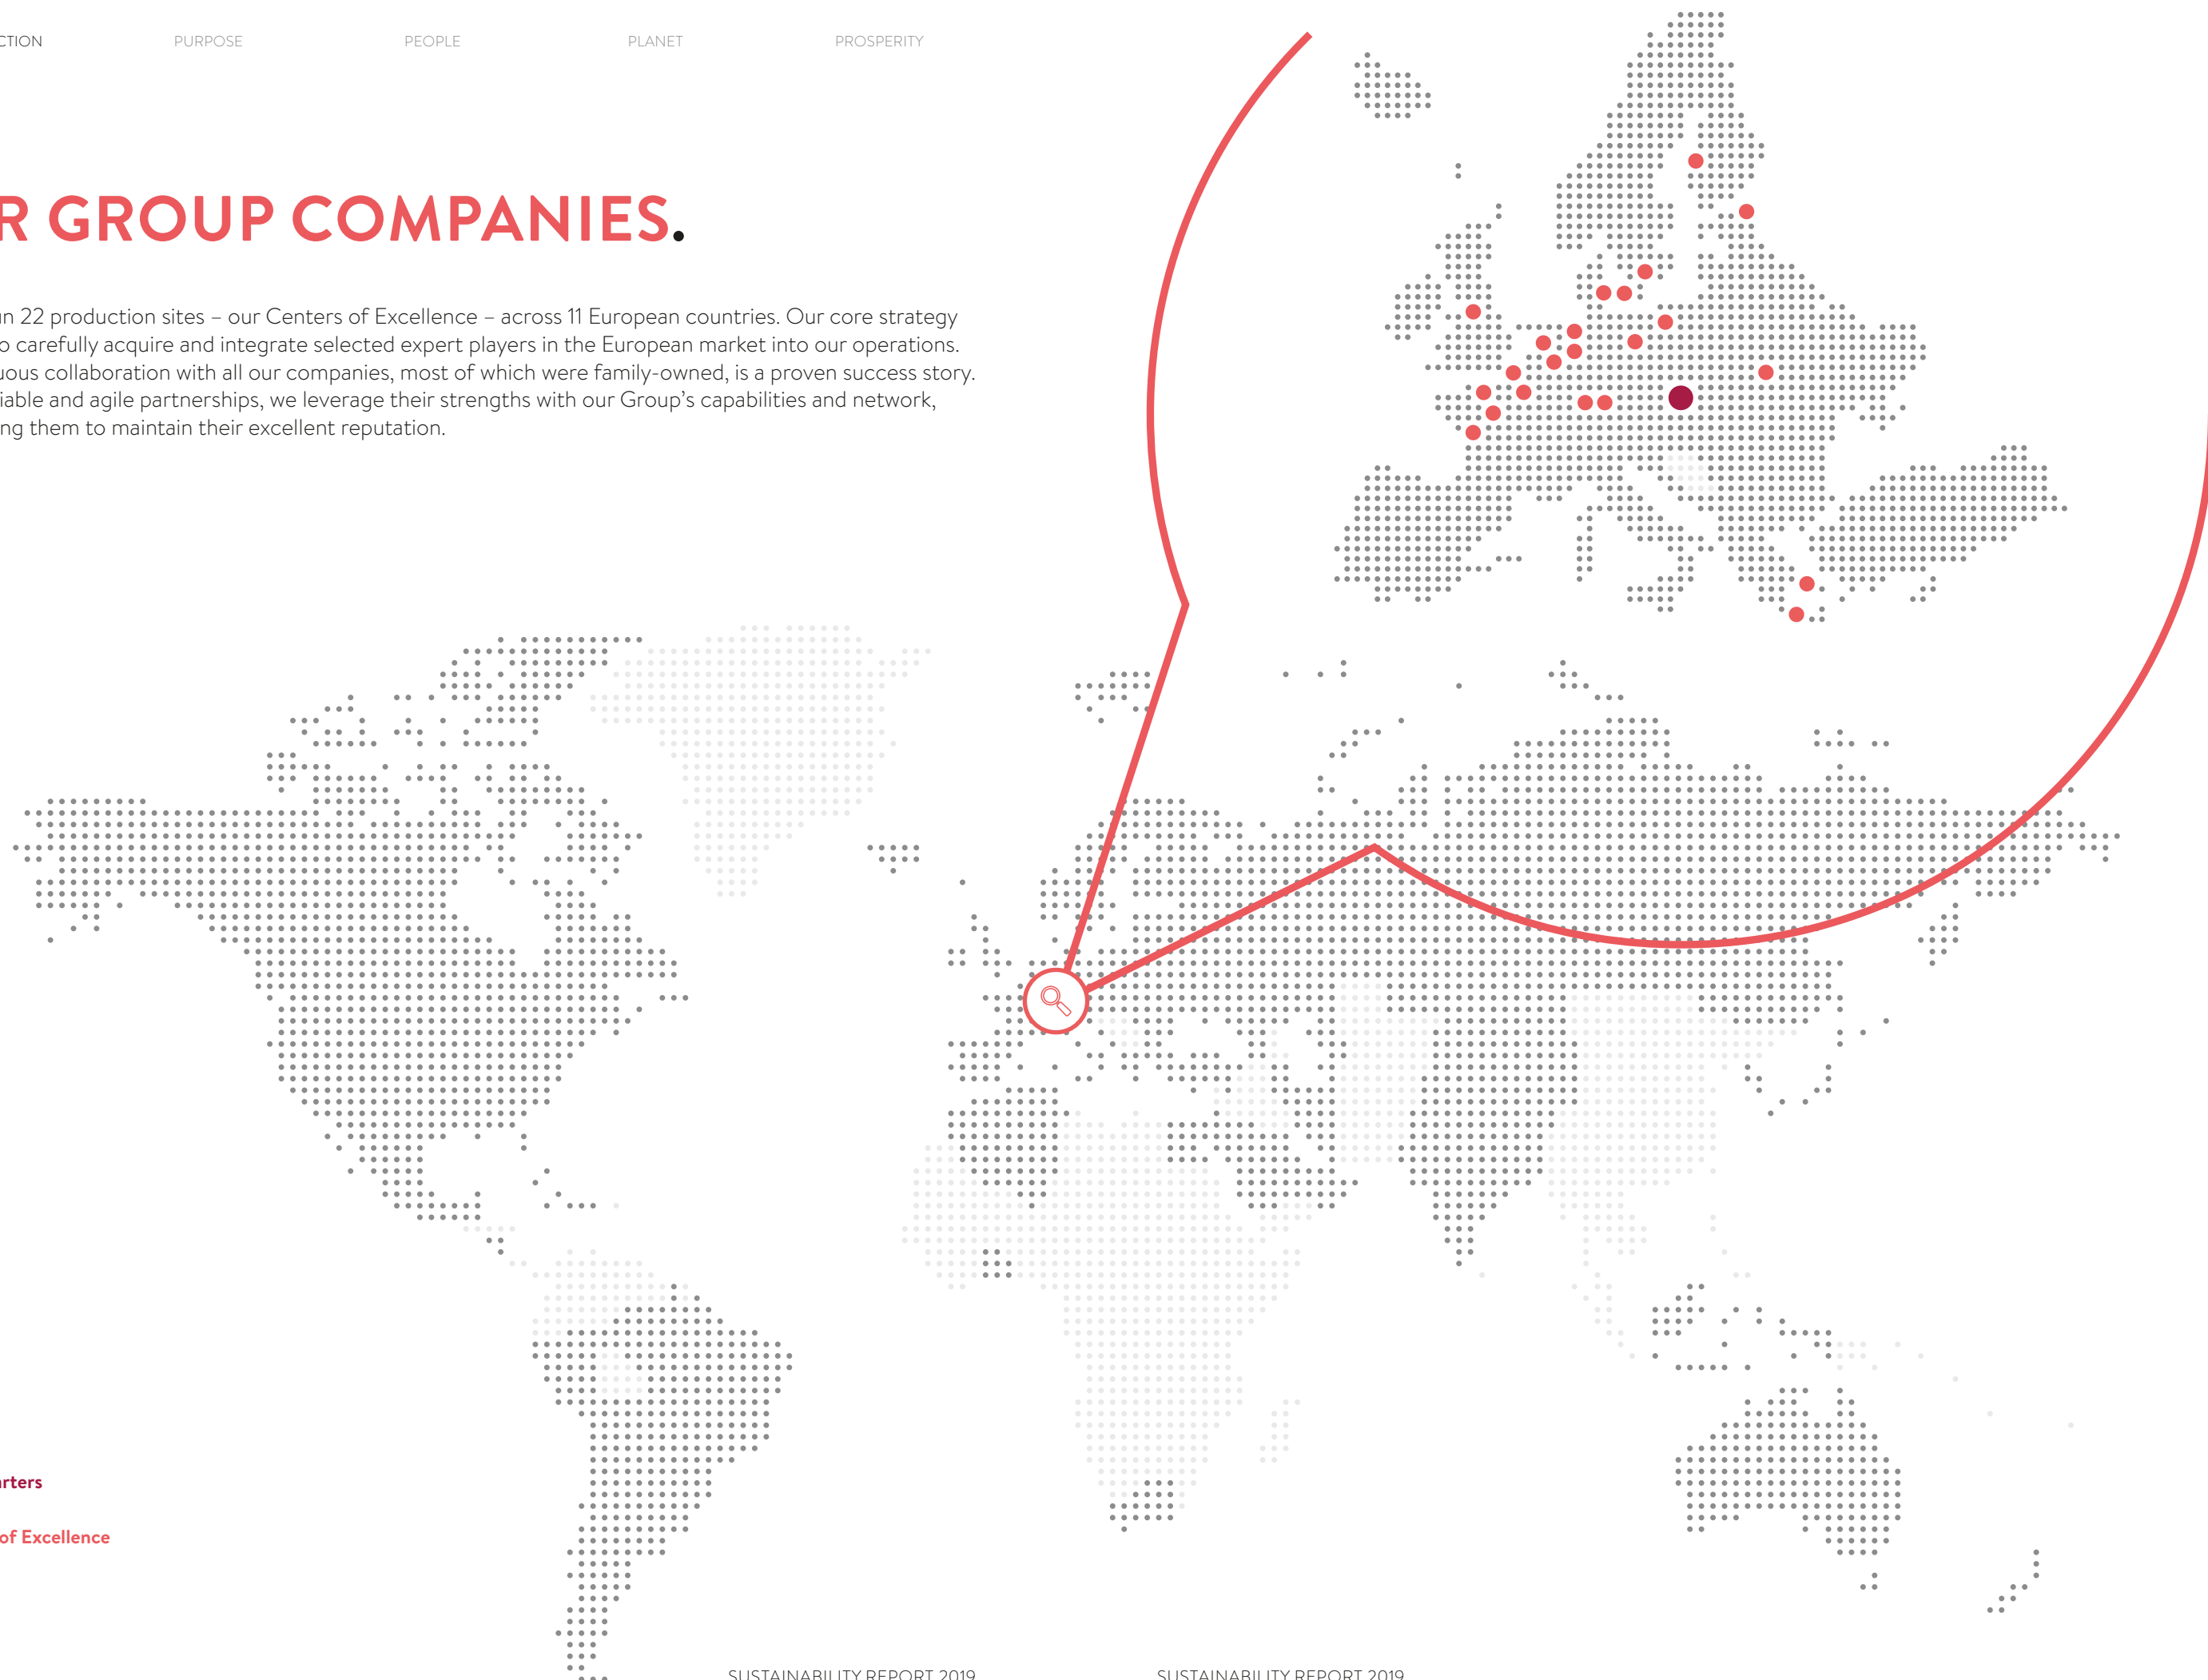 CTION
PURPOSE
PEOPLE
PLANET
PROSPERITY
R GROUP COMPANIES.
n 22 production sites – our Centers of Excellence – across 11 European countries. Our core strategy
o carefully acquire and integrate selected expert players in the European market into our operations.
uous collaboration with all our companies, most of which were family-owned, is a proven success story.
iable and agile partnerships, we leverage their strengths with our Group’s capabilities and network,
ng them to maintain their excellent reputation.
rters
of Excellence
SUSTAINABILITY REPORT 2019
SUSTAINABILITY REPORT 2019